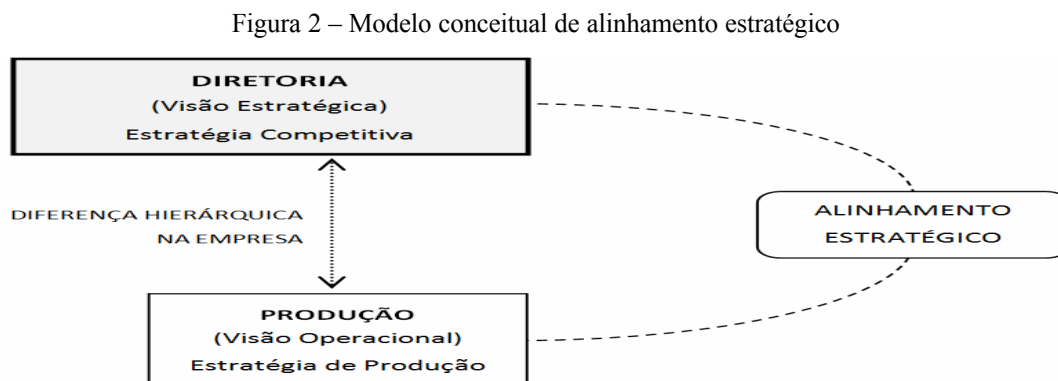 Figura 2 – Modelo conceitual de alinhamento estratégico
DIRETORIA
(Visão Estratégica)
Estratégia Competitiva
DIFERENÇA HIERÁRQUICA
NA EMPRESA
ALINHAMENTO
ESTRATÉGICO
PRODUÇÃO
(Visão Operacional)
Estratégia de Produção